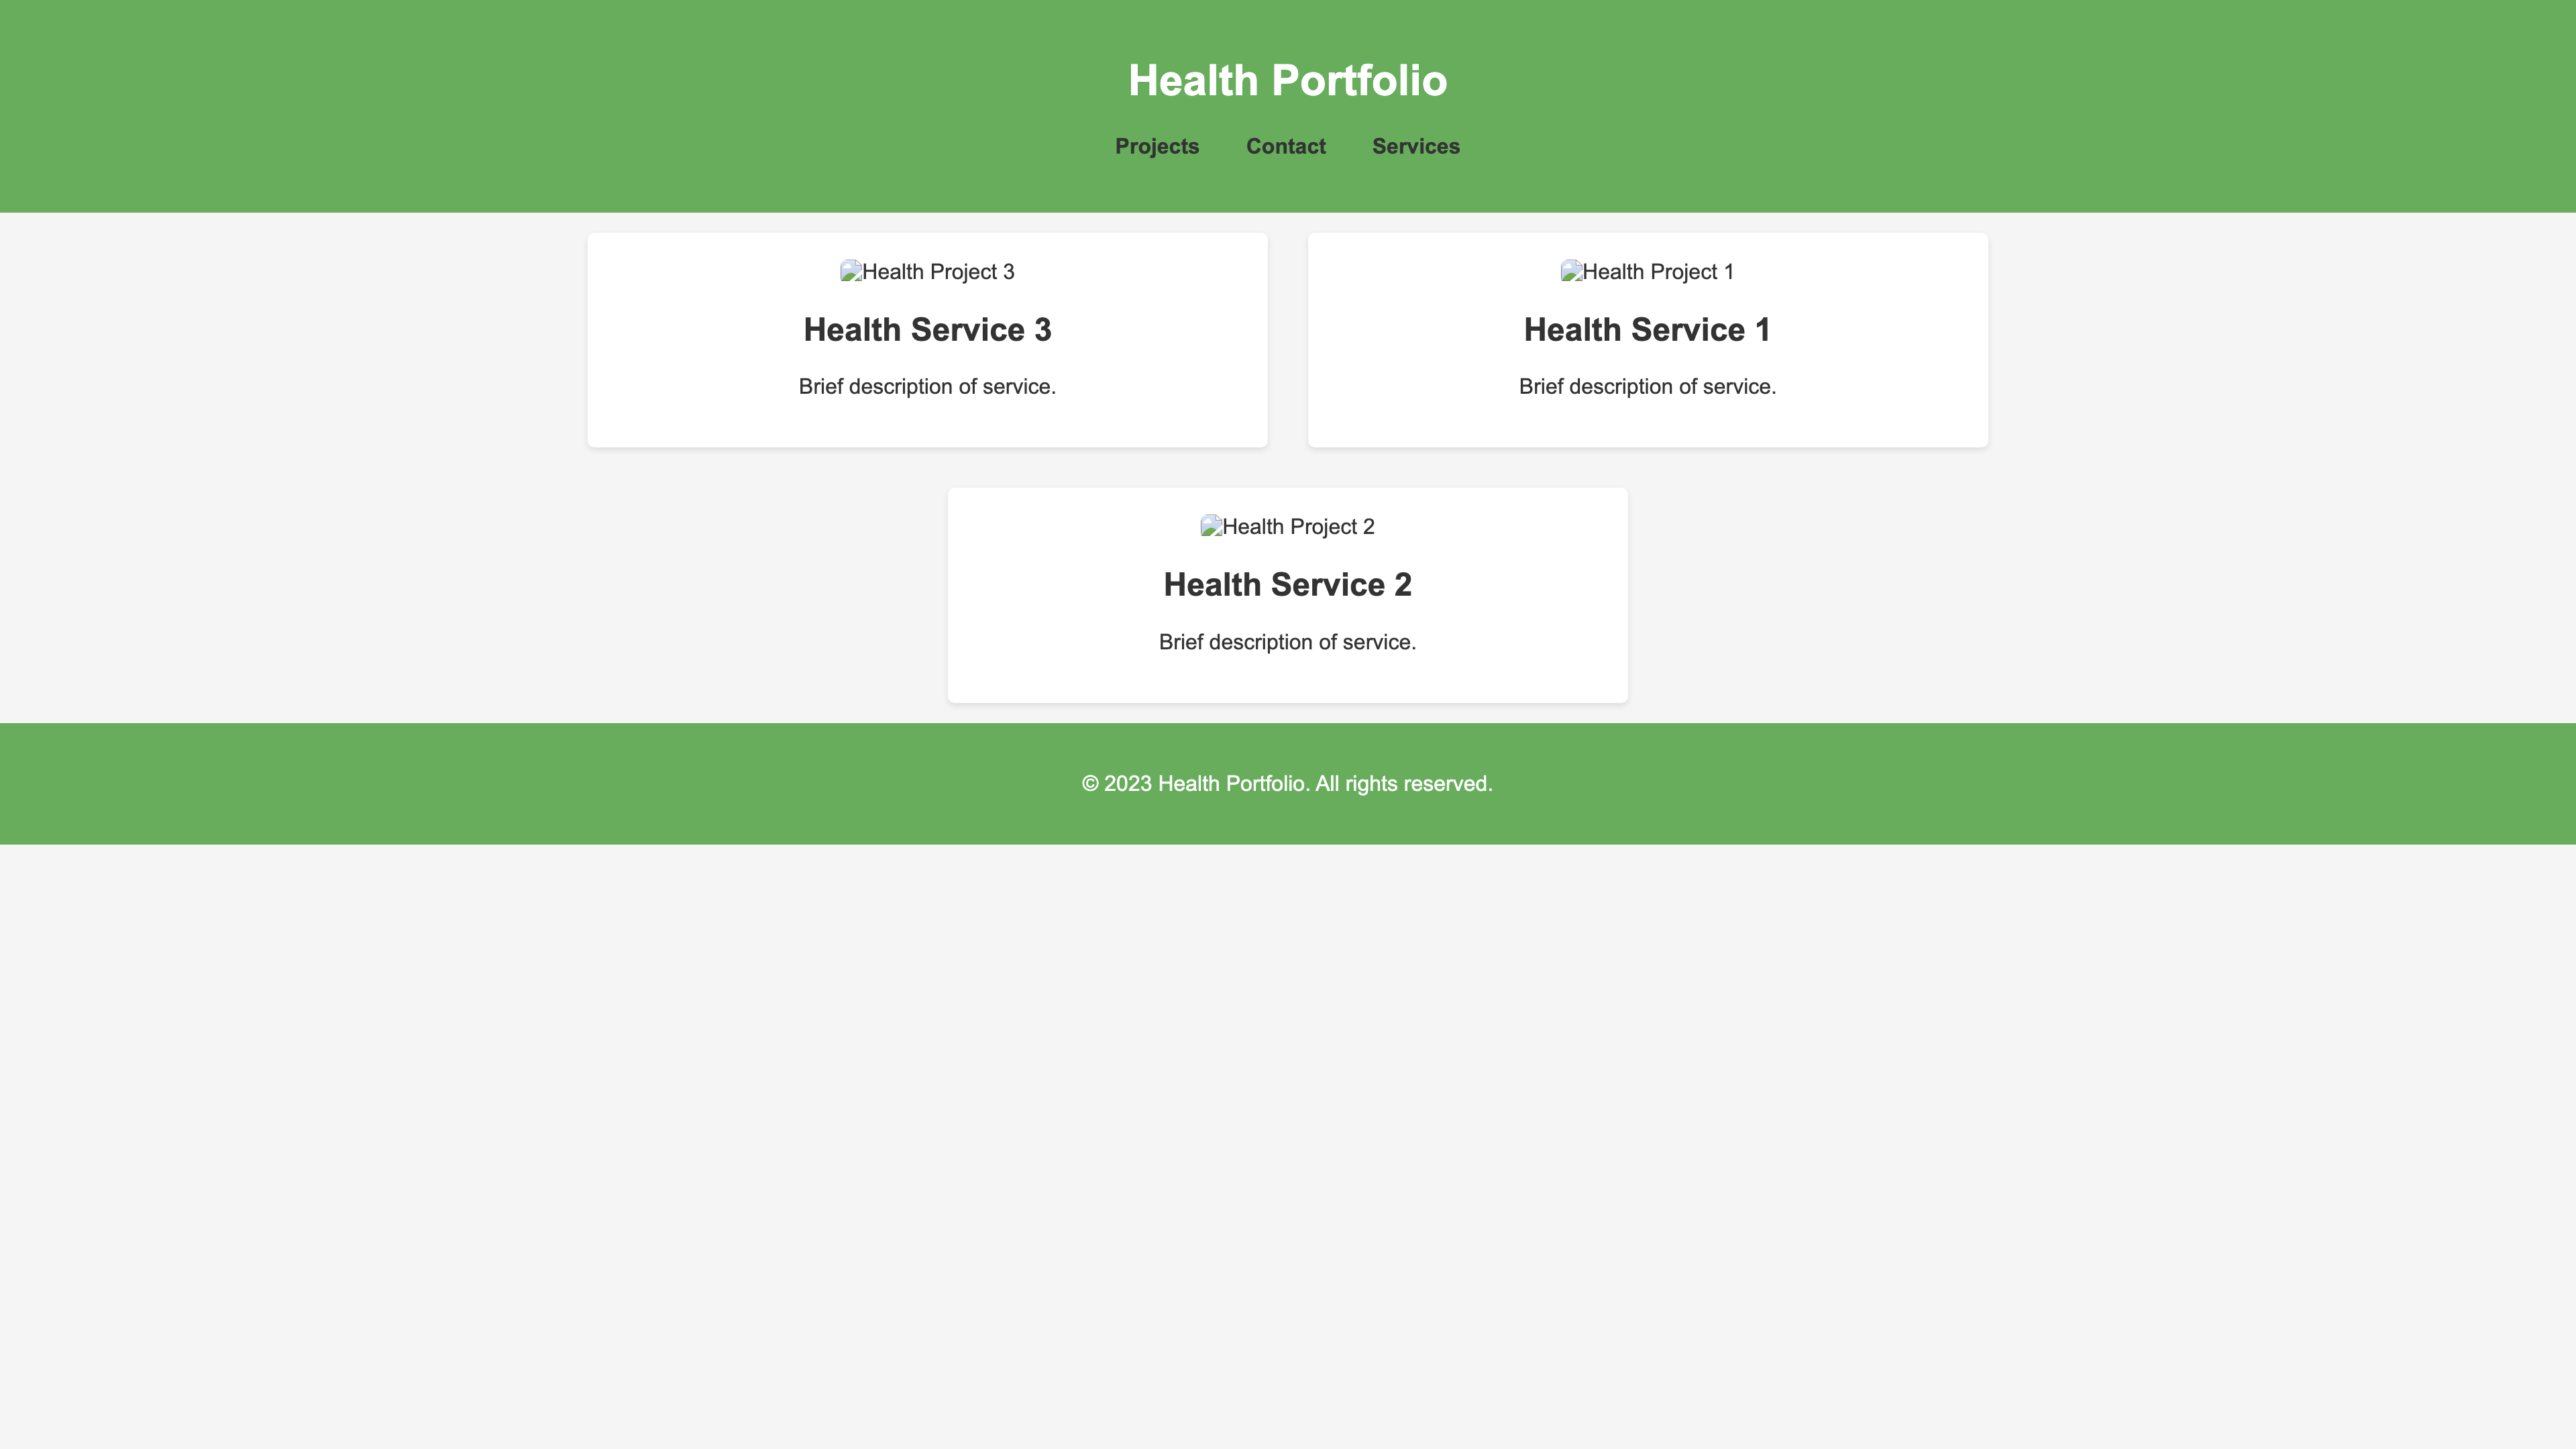 Health Portfolio
Projects Contact Services
Health Project 3
Health Service 3
Brief description of service.
Health Project 1
Health Service 1
Brief description of service.
Health Project 2
Health Service 2
Brief description of service.
© 2023 Health Portfolio. All rights reserved.